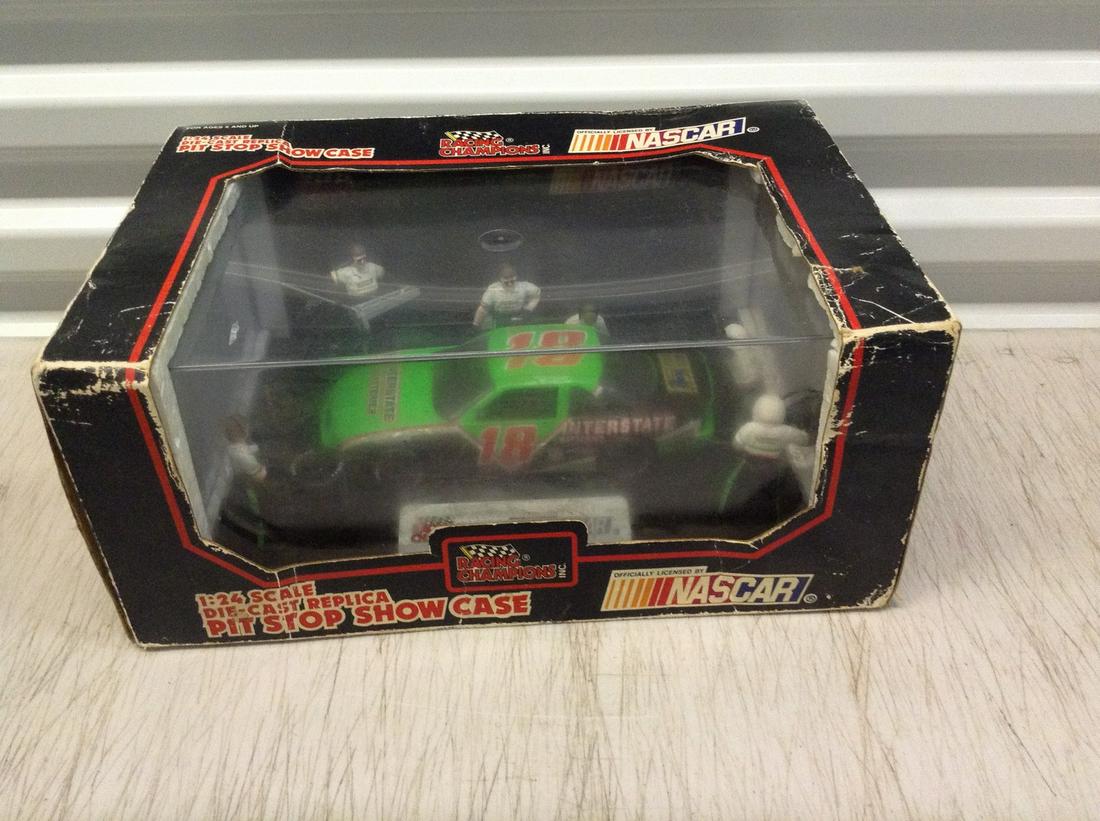 FOR AGES 8 AND UP
1:24 SCALE
DIE-CAST REPLICA
PIT STOP SHOW CASE
RACING
CHAMPIONS INC
OFFICIALLY LICENSED BY
NASCAR ®
18
INTERSTATE
18
INTERSTATE
RACING ®
CHAMPIONS INC.
1:24 SCALE
DIE-CAST REPLICA
PIT STOP SHOW CASE
OFFICIALLY LICENSED BY
NASCAR ®